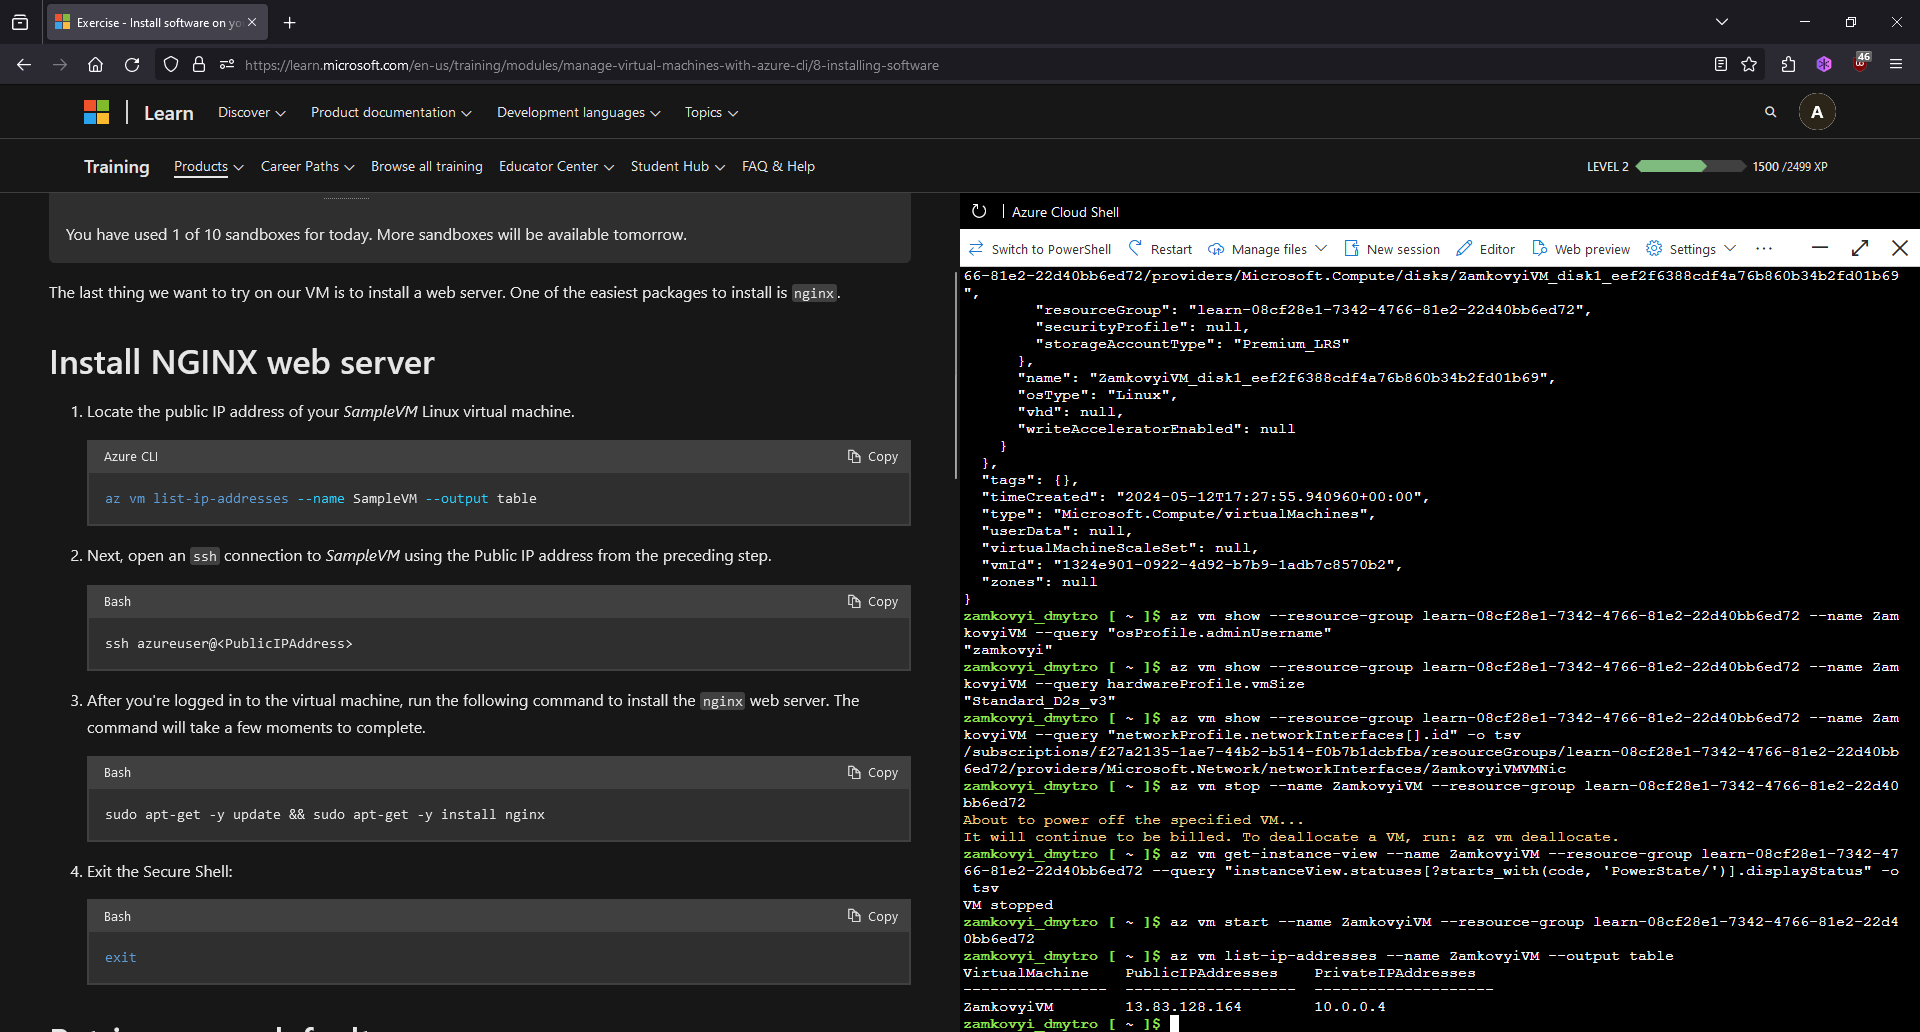 Exercise - Install software on yo
https://learn.microsoft.com/en-us/training/modules/manage-virtual-machines-with-azure-cli/8-installing-software
46
Learn
Discover
Product documentation
Development languages
Topics
A
Training
Products
Career Paths
Browse all training
Educator Center
Student Hub
FAQ & Help
LEVEL 2
1500 /2499 XP
You have used 1 of 10 sandboxes for today. More sandboxes will be available tomorrow.
The last thing we want to try on our VM is to install a web server. One of the easiest packages to install is nginx.
Install NGINX web server
1. Locate the public IP address of your SampleVM Linux virtual machine.
Azure CLI
Copy
az vm list-ip-addresses --name SampleVM --output table
2. Next, open an ssh connection to SampleVM using the Public IP address from the preceding step.
Bash
Copy
ssh azureuser@<PublicIPAddress>
3. After you're logged in to the virtual machine, run the following command to install the nginx web server. The
command will take a few moments to complete.
Bash
Copy
sudo apt-get -y update && sudo apt-get -y install nginx
4. Exit the Secure Shell:
Bash
Copy
exit
Azure Cloud Shell
Switch to PowerShell
Restart
Manage files
New session
Editor
Web preview
Settings
66-81e2-22d40bb6ed72/providers/Microsoft.Compute/disks/ZamkovyiVM_disk1_eef2f6388cdf4a76b860b34b2fd01b69
",
"resourceGroup": "learn-08cf28e1-7342-4766-81e2-22d40bb6ed72",
"securityProfile": null,
"storageAccountType": "Premium_LRS"
},
"name": "ZamkovyiVM_disk1_eef2f6388cdf4a76b860b34b2fd01b69",
"osType": "Linux",
"vhd": null,
"writeAcceleratorEnabled": null
}
},
"tags": {},
"timeCreated": "2024-05-12T17:27:55.940960+00:00",
"type": "Microsoft.Compute/virtualMachines",
"userData": null,
"virtualMachineScaleSet": null,
"vmId": "1324e901-0922-4d92-b7b9-1adb7c8570b2",
"zones": null
}
zamkovyi_dmytro [ ~ ]$ az vm show --resource-group learn-08cf28e1-7342-4766-81e2-22d40bb6ed72 --name Zam
kovyiVM --query "osProfile.adminUsername"
"zamkovyi"
zamkovyi_dmytro [ ~ ]$ az vm show --resource-group learn-08cf28e1-7342-4766-81e2-22d40bb6ed72 --name Zam
kovyiVM --query hardwareProfile.vmSize
"Standard_D2s_v3"
zamkovyi_dmytro [ ~ ]$ az vm show --resource-group learn-08cf28e1-7342-4766-81e2-22d40bb6ed72 --name Zam
kovyiVM --query "networkProfile.networkInterfaces[].id" -o tsv
/subscriptions/f27a2135-1ae7-44b2-b514-f0b7b1dcbfba/resourceGroups/learn-08cf28e1-7342-4766-81e2-22d40bb
6ed72/providers/Microsoft.Network/networkInterfaces/ZamkovyiVMVMNic
zamkovyi_dmytro [ ~ ]$ az vm stop --name ZamkovyiVM --resource-group learn-08cf28e1-7342-4766-81e2-22d40
bb6ed72
About to power off the specified VM...
It will continue to be billed. To deallocate a VM, run: az vm deallocate.
zamkovyi_dmytro [ ~ ]$ az vm get-instance-view --name ZamkovyiVM --resource-group learn-08cf28e1-7342-47
66-81e2-22d40bb6ed72 --query "instanceView.statuses[?starts_with(code, 'PowerState/')].displayStatus" -o
tsv
VM stopped
zamkovyi_dmytro [ ~ ]$ az vm start --name ZamkovyiVM --resource-group learn-08cf28e1-7342-4766-81e2-22d4
0bb6ed72
zamkovyi_dmytro [ ~ ]$ az vm list-ip-addresses --name ZamkovyiVM --output table
VirtualMachine PublicIPAddresses PrivateIPAddresses
---------------- ------------------- --------------------
ZamkovyiVM 13.83.128.164 10.0.0.4
zamkovyi_dmytro [ ~ ]$